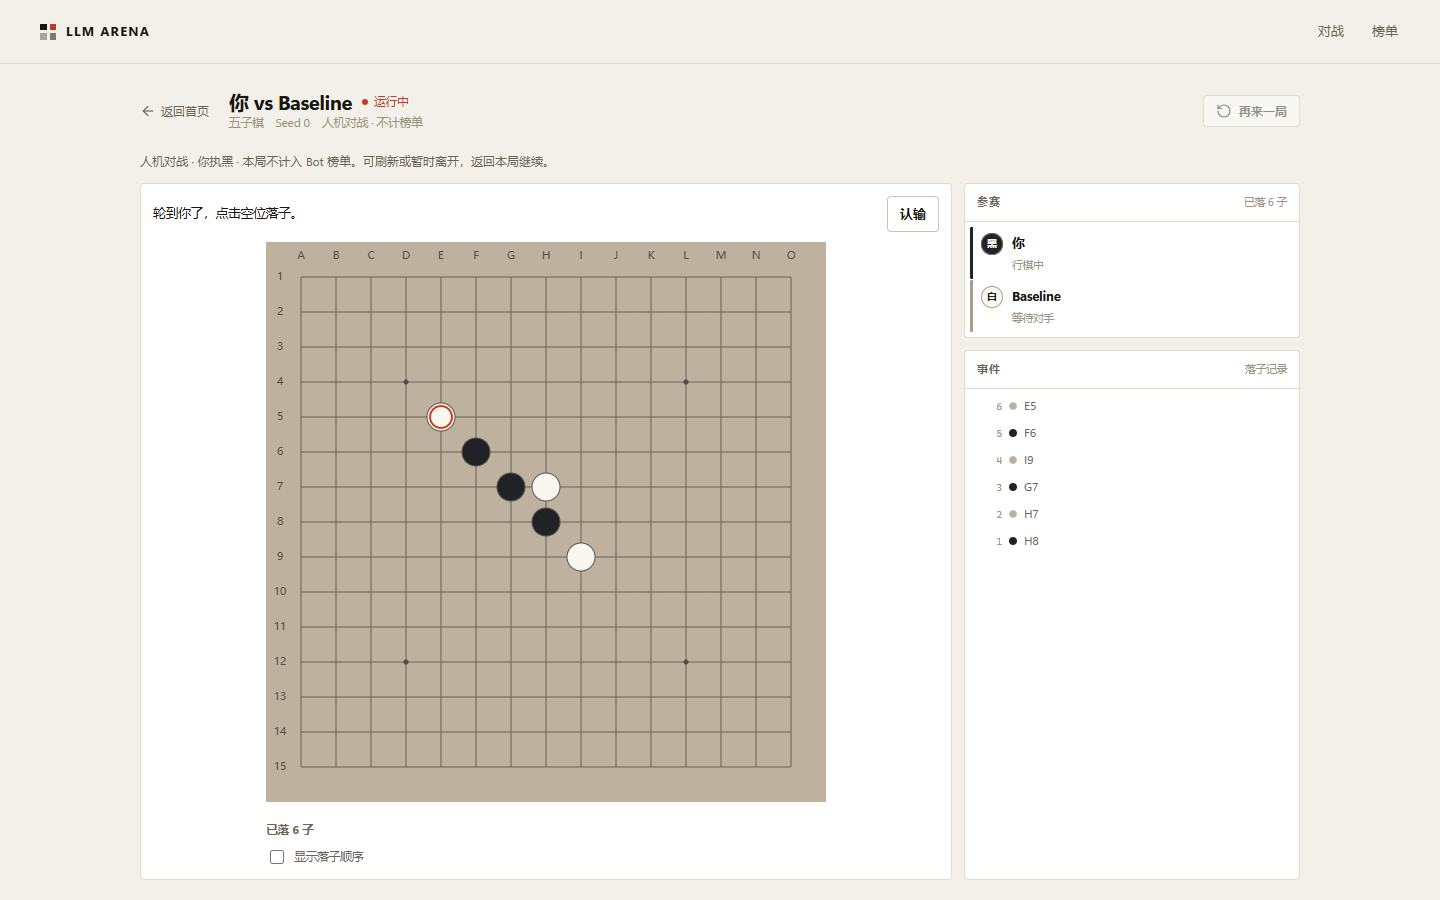 LLM ARENA
对战
榜单
返回首页
你 vs Baseline
运行中
五子棋 Seed 0 人机对战 · 不计榜单
再来一局
人机对战 · 你执黑 · 本局不计入 Bot 榜单。可刷新或暂时离开，返回本局继续。
轮到你了，点击空位落子。
认输
A B C D E F G H I J K L M N O
1
2
3
4
5
6
7
8
9
10
11
12
13
14
15
已落 6 子
显示落子顺序
参赛
已落 6 子
黑 你
行棋中
白 Baseline
等待对手
事件
落子记录
6 E5
5 F6
4 I9
3 G7
2 H7
1 H8